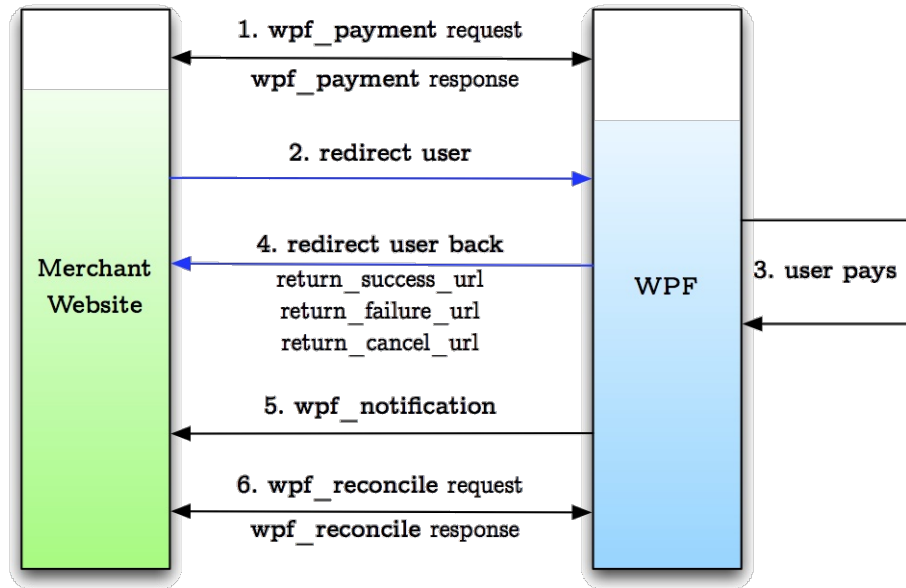 1. wpf_payment request
wpf_payment response
2. redirect user
4. redirect user back
return_success_url
return_failure_url
return_cancel_url
Merchant
Website
WPF
3. user pays
5. wpf_notification
6. wpf_reconcile request
wpf_reconcile response